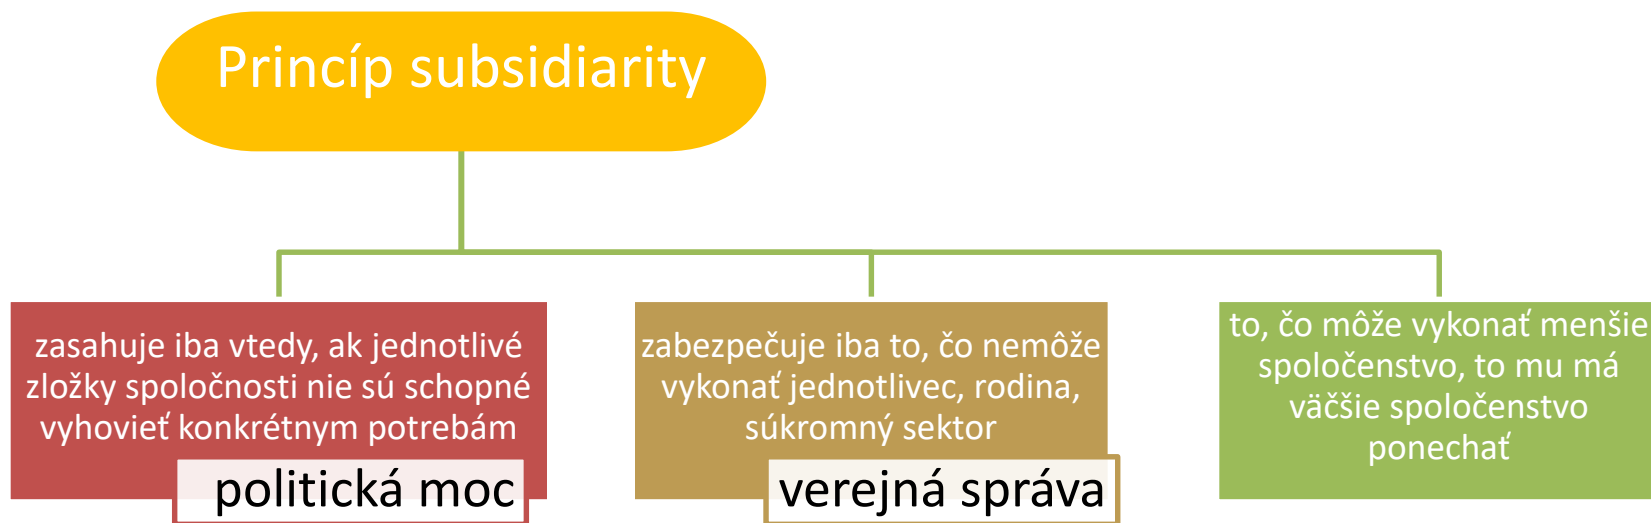 Princíp subsidiarity
zasahuje iba vtedy, ak jednotlivé
zložky spoločnosti nie sú schopné
vyhovieť konkrétnym potrebám
politická moc
zabezpečuje iba to, čo nemôže
vykonať jednotlivec, rodina,
súkromný sektor
verejná správa
to, čo môže vykonať menšie
spoločenstvo, to mu má
väčšie spoločenstvo
ponechať